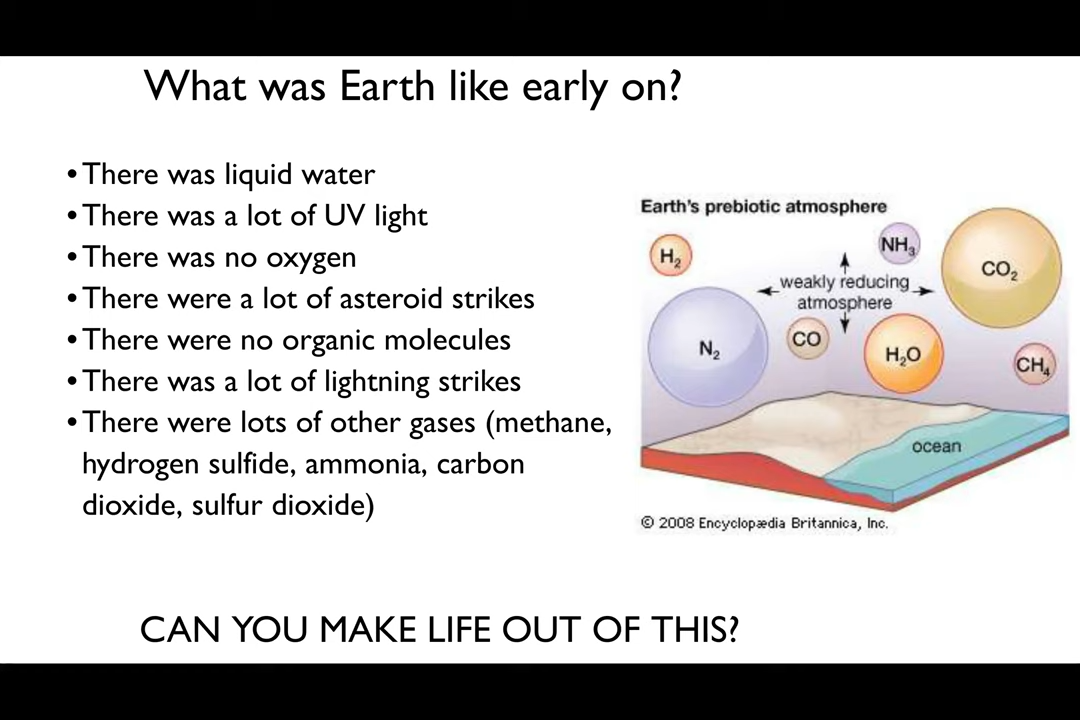 What was Earth like early on?
•There was liquid water
•There was a lot of UV light
•There was no oxygen
•There were a lot of asteroid strikes
•There were no organic molecules
•There was a lot of lightning strikes
•There were lots of other gases (methane,
hydrogen sulfide, ammonia, carbon
dioxide, sulfur dioxide)
Earth's prebiotic atmosphere
H₂
NH₃
CO₂
weakly reducing
atmosphere
N₂
CO
H₂O
CH₄
ocean
© 2008 Encyclopædia Britannica, Inc.
CAN YOU MAKE LIFE OUT OF THIS?